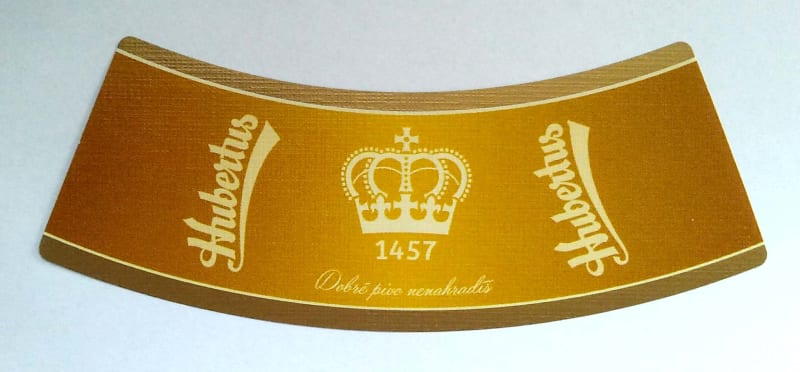 Hubertus
1457
Dobré pivo nenahradíš
Hubertus